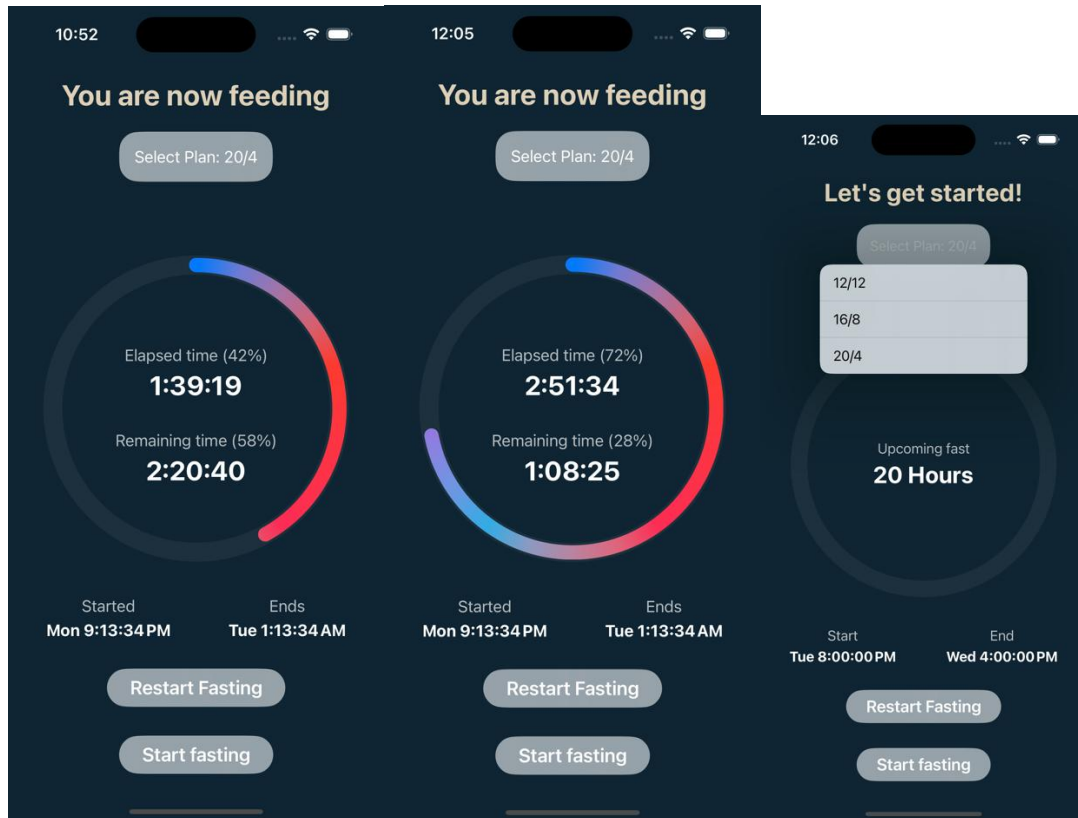 10:52
You are now feeding
Select Plan: 20/4
Elapsed time (42%)
1:39:19
Remaining time (58%)
2:20:40
Started
Ends
Mon 9:13:34 PM
Tue 1:13:34 AM
Restart Fasting
Start fasting
12:05
You are now feeding
Select Plan: 20/4
Elapsed time (72%)
2:51:34
Remaining time (28%)
1:08:25
Started
Ends
Mon 9:13:34 PM
Tue 1:13:34 AM
Restart Fasting
Start fasting
12:06
Let's get started!
Select Plan: 20/4
12/12
16/8
20/4
Upcoming fast
20 Hours
Start
End
Tue 8:00:00 PM
Wed 4:00:00 PM
Restart Fasting
Start fasting